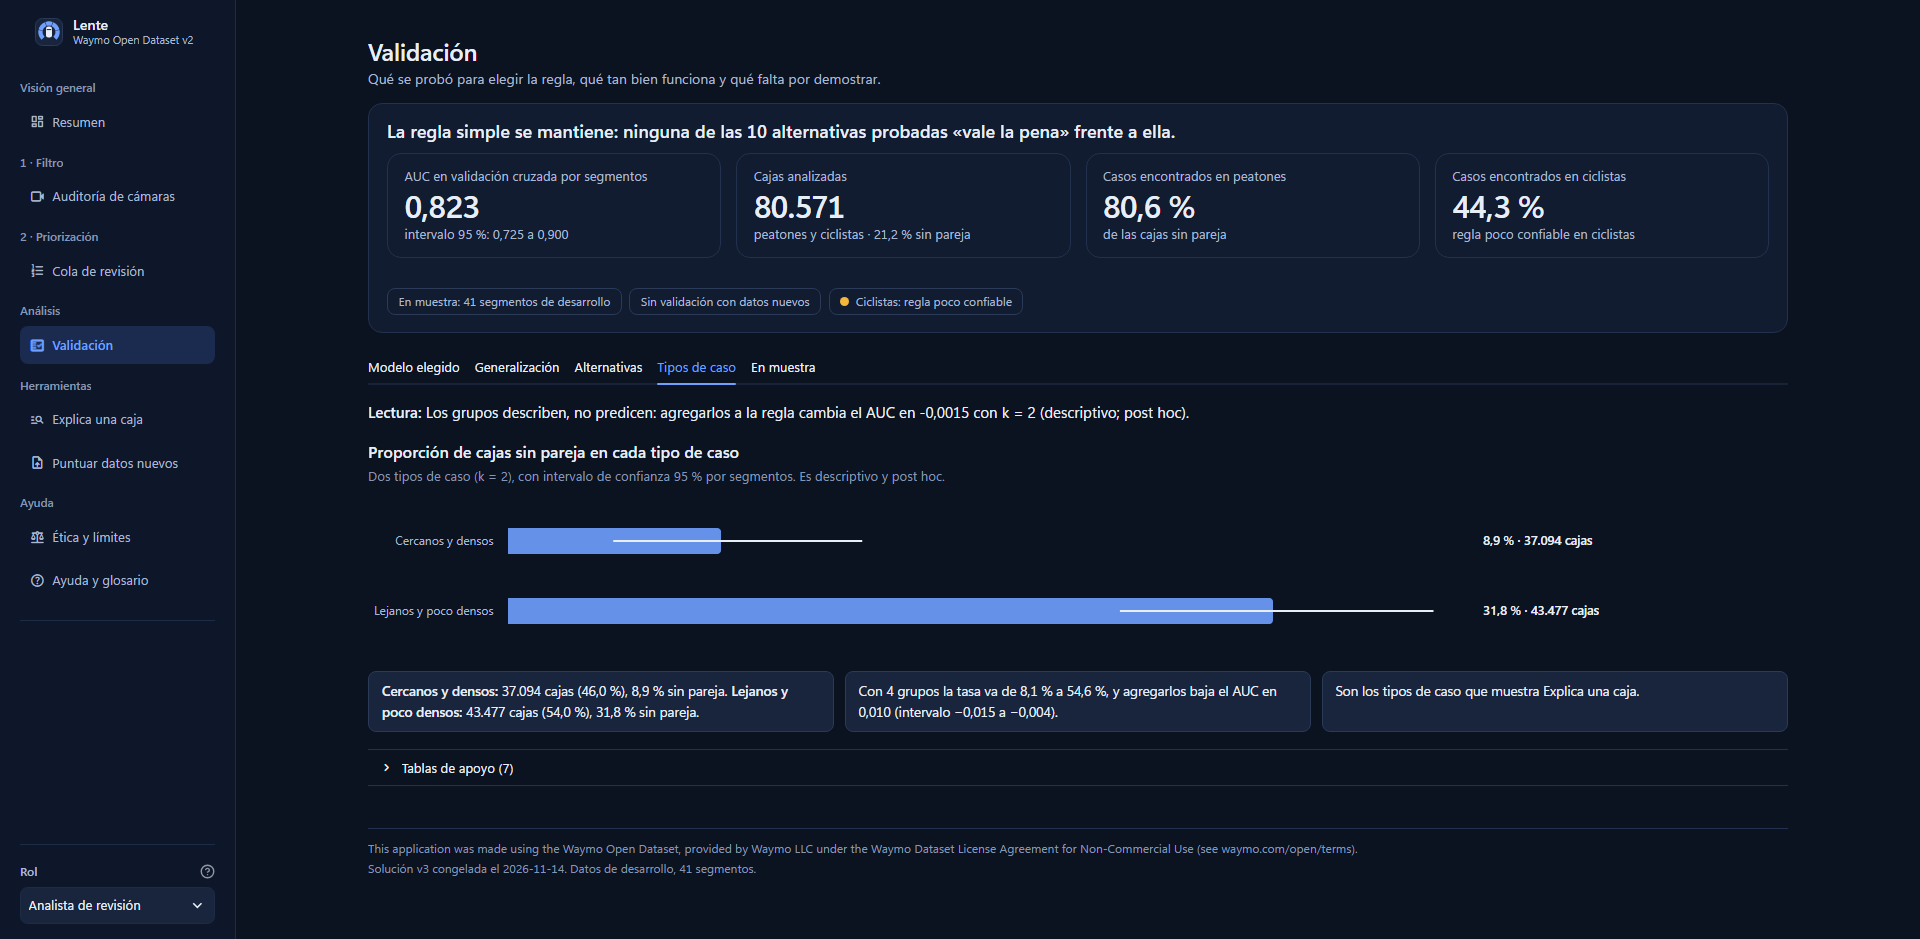 Lente
Waymo Open Dataset v2
Visión general
Resumen
1 · Filtro
Auditoría de cámaras
2 · Priorización
Cola de revisión
Análisis
Validación
Herramientas
Explica una caja
Puntuar datos nuevos
Ayuda
Ética y límites
Ayuda y glosario
Rol
Analista de revisión
Validación
Qué se probó para elegir la regla, qué tan bien funciona y qué falta por demostrar.
La regla simple se mantiene: ninguna de las 10 alternativas probadas «vale la pena» frente a ella.
AUC en validación cruzada por segmentos
0,823
intervalo 95 %: 0,725 a 0,900
Cajas analizadas
80.571
peatones y ciclistas · 21,2 % sin pareja
Casos encontrados en peatones
80,6 %
de las cajas sin pareja
Casos encontrados en ciclistas
44,3 %
regla poco confiable en ciclistas
En muestra: 41 segmentos de desarrollo
Sin validación con datos nuevos
Ciclistas: regla poco confiable
Modelo elegido Generalización Alternativas Tipos de caso En muestra
Lectura: Los grupos describen, no predicen: agregarlos a la regla cambia el AUC en -0,0015 con k = 2 (descriptivo; post hoc).
Proporción de cajas sin pareja en cada tipo de caso
Dos tipos de caso (k = 2), con intervalo de confianza 95 % por segmentos. Es descriptivo y post hoc.
Cercanos y densos
8,9 % · 37.094 cajas
Lejanos y poco densos
31,8 % · 43.477 cajas
Cercanos y densos: 37.094 cajas (46,0 %), 8,9 % sin pareja. Lejanos y
poco densos: 43.477 cajas (54,0 %), 31,8 % sin pareja.
Con 4 grupos la tasa va de 8,1 % a 54,6 %, y agregarlos baja el AUC en
0,010 (intervalo −0,015 a −0,004).
Son los tipos de caso que muestra Explica una caja.
Tablas de apoyo (7)
This application was made using the Waymo Open Dataset, provided by Waymo LLC under the Waymo Dataset License Agreement for Non-Commercial Use (see waymo.com/open/terms).
Solución v3 congelada el 2026-11-14. Datos de desarrollo, 41 segmentos.